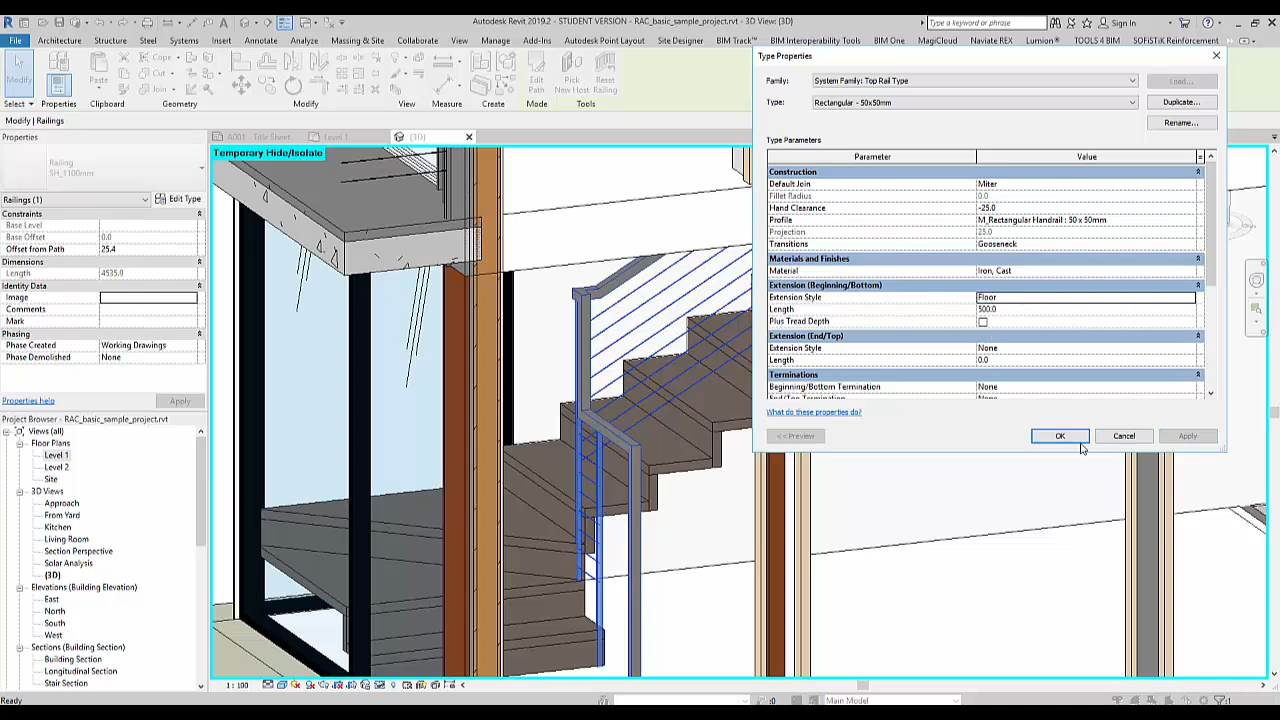 Autodesk Revit 2019.2 - STUDENT VERSION - RAC_basic_sample_project.rvt - 3D View: {3D}
Type a keyword or phrase
Sign In
File Architecture Structure Steel Systems Insert Annotate Analyze Massing & Site Collaborate View Manage Add-Ins Autodesk Point Layout Site Designer BIM Track™ BIM Interoperability Tools BIM One MagiCloud Naviate REX Lumion® TOOLS 4 BIM SOFiSTiK Reinforcement
Modify
Paste
Cope
Cut
Join
Edit Path
Pick New Host
Reset Railing
Select Properties Clipboard Geometry Modify View Measure Create Mode Tools
Modify | Railings
Properties
A001 - Title Sheet
Level 1
{3D}
Temporary Hide/Isolate
Railing
SH_1100mm
Railings (1)
Edit Type
Constraints
Base Level
Base Offset 0.0
Offset from Path 25.4
Dimensions
Length 4535.9
Identity Data
Image
Comments
Mark
Phasing
Phase Created Working Drawings
Phase Demolished None
Properties help
Apply
Project Browser - RAC_basic_sample_project.rvt
Views (all)
Floor Plans
Level 1
Level 2
Site
3D Views
Approach
From Yard
Kitchen
Living Room
Section Perspective
Solar Analysis
{3D}
Elevations (Building Elevation)
East
North
South
West
Sections (Building Section)
Building Section
Longitudinal Section
Stair Section
Type Properties
Family: System Family: Top Rail Type Load...
Type: Rectangular - 50x50mm Duplicate...
Rename...
Type Parameters
Parameter Value =
Construction
Default Join Miter
Fillet Radius 0.0
Hand Clearance -25.0
Profile M_Rectangular Handrail : 50 x 50mm
Projection 25.0
Transitions Gooseneck
Materials and Finishes
Material Iron, Cast
Extension (Beginning/Bottom)
Extension Style Floor
Length 500.0
Plus Tread Depth
Extension (End/Top)
Extension Style None
Length 0.0
Terminations
Beginning/Bottom Termination None
End/Top Termination None
What do these properties do?
<< Preview OK Cancel Apply
1 : 100
Ready
:0
Main Model
:1